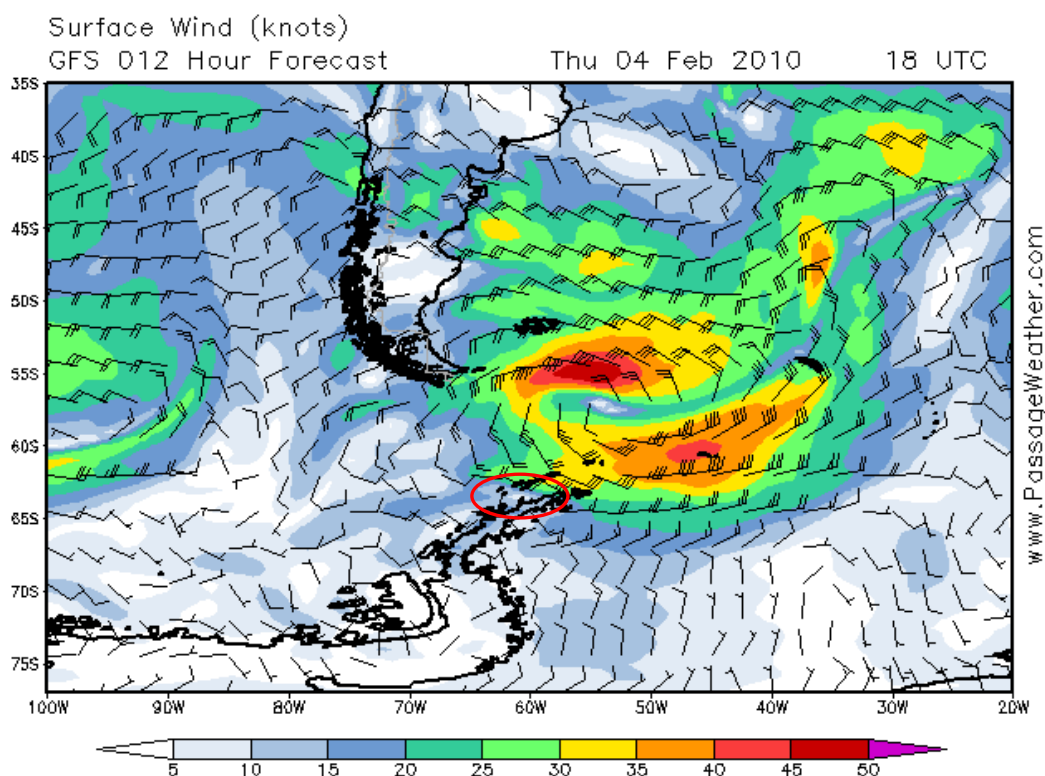 Surface Wind (knots)
GFS 012 Hour Forecast Thu 04 Feb 2010 18 UTC
35S
40S
45S
50S
55S
60S
65S
70S
75S
100W 90W 80W 70W 60W 50W 40W 30W 20W
5 10 15 20 25 30 35 40 45 50
www.PassageWeather.com